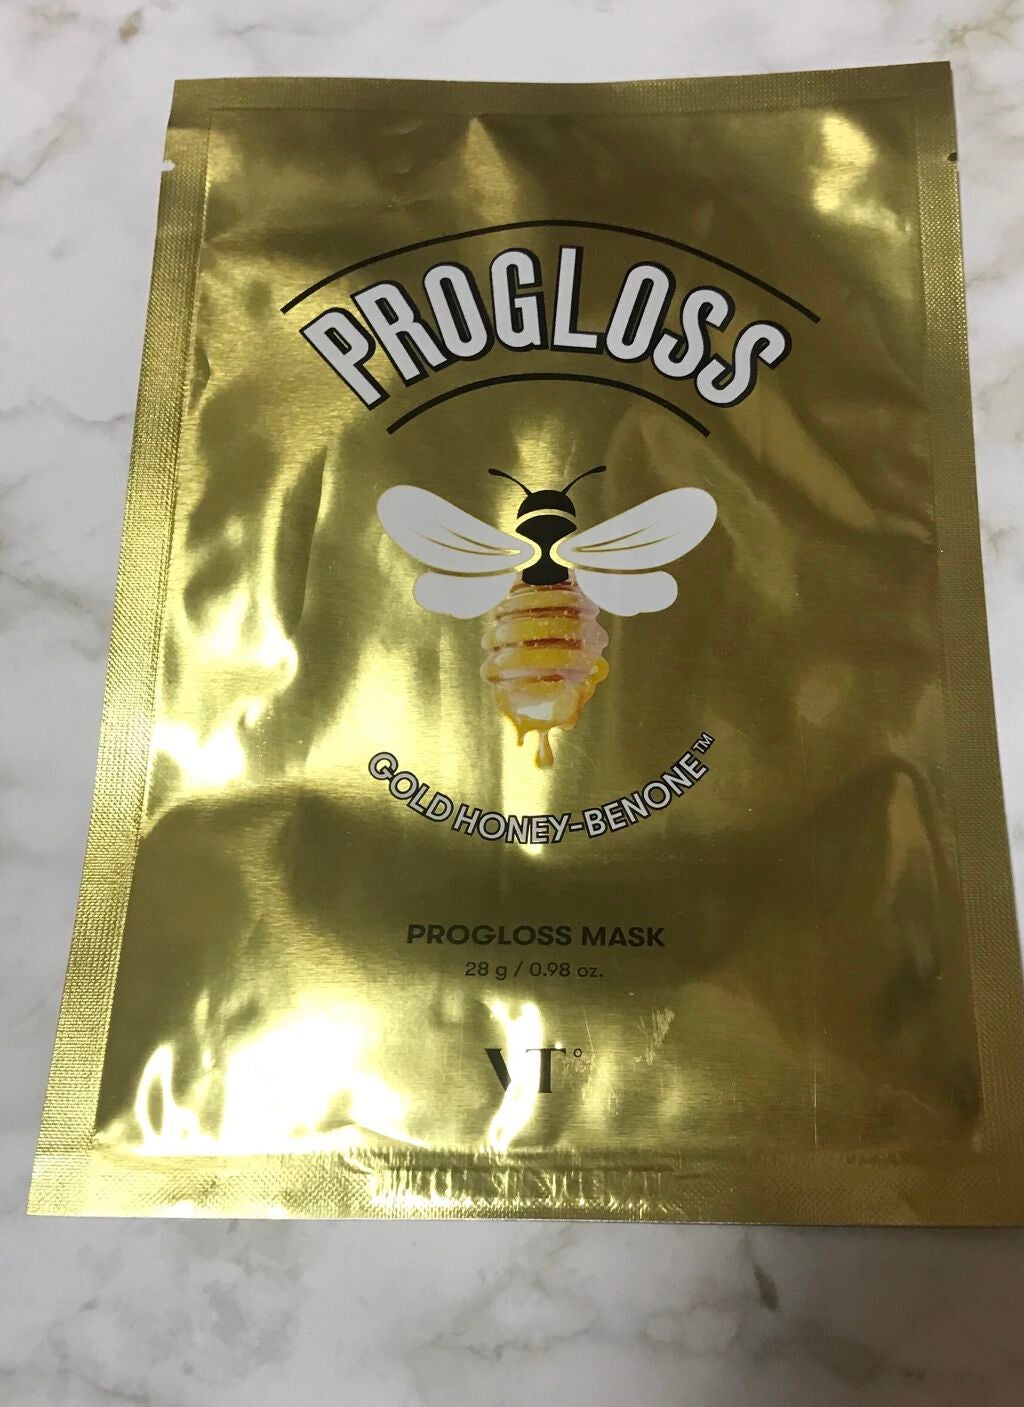 PROGLOSS
GOLD HONEY-BENONE™
PROGLOSS MASK
28 g / 0.98 oz.
VT°